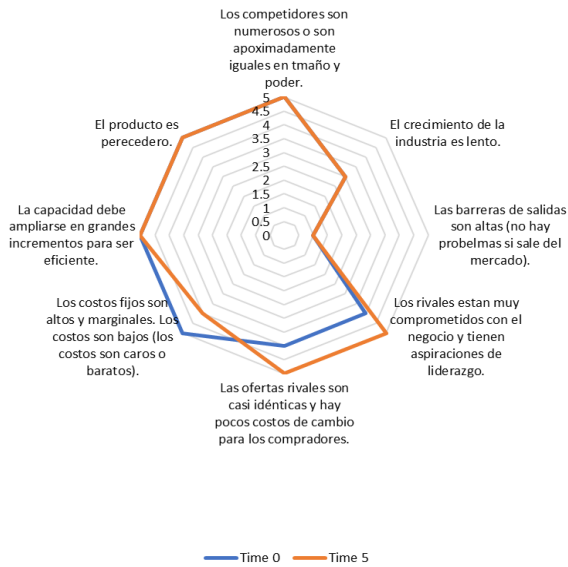 Los competidores son
numerosos o son
apoximadamente
iguales en tmaño y
poder.
El crecimiento de la
industria es lento.
Las barreras de salidas
son altas (no hay
probelmas si sale del
mercado).
Los rivales estan muy
comprometidos con el
negocio y tienen
aspiraciones de
liderazgo.
Las ofertas rivales son
casi idénticas y hay
pocos costos de cambio
para los compradores.
Los costos fijos son
altos y marginales. Los
costos son bajos (los
costos son caros o
baratos).
La capacidad debe
ampliarse en grandes
incrementos para ser
eficiente.
El producto es
perecedero.
5
4.5
4
3.5
3
2.5
2
1.5
1
0.5
0
Time 0
Time 5